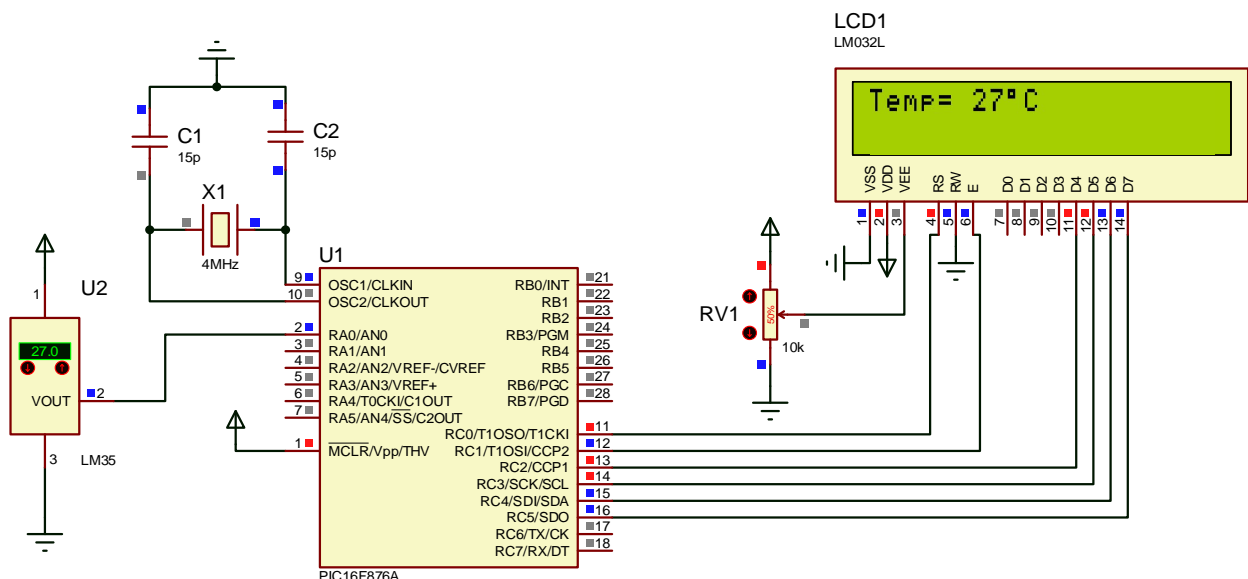 LCD1
LM032L
Temp= 27°C
VSS
VDD
VEE
RS
RW
E
D0
D1
D2
D3
D4
D5
D6
D7
1
2
3
4
5
6
7
8
9
10
11
12
13
14
C1
15p
C2
15p
X1
4MHz
U1
9 OSC1/CLKIN
10 OSC2/CLKOUT
2 RA0/AN0
3 RA1/AN1
4 RA2/AN2/VREF-/CVREF
5 RA3/AN3/VREF+
6 RA4/T0CKI/C1OUT
7 RA5/AN4/SS/C2OUT
1 MCLR/Vpp/THV
RB0/INT 21
RB1 22
RB2 23
RB3/PGM 24
RB4 25
RB5 26
RB6/PGC 27
RB7/PGD 28
RC0/T1OSO/T1CKI 11
RC1/T1OSI/CCP2 12
RC2/CCP1 13
RC3/SCK/SCL 14
RC4/SDI/SDA 15
RC5/SDO 16
RC6/TX/CK 17
RC7/RX/DT 18
PIC16F876A
U2
1
27.0
VOUT
2
3
LM35
RV1
50%
10k